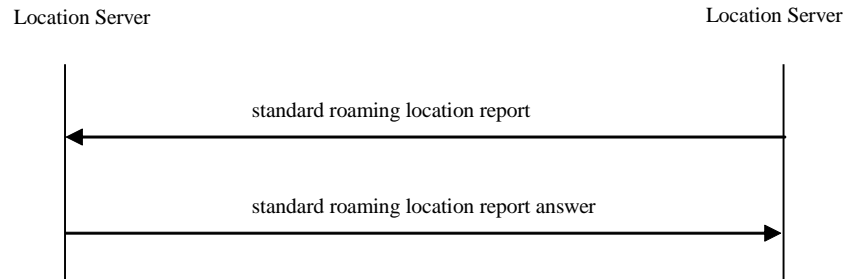 Location Server
Location Server
standard roaming location report
standard roaming location report answer